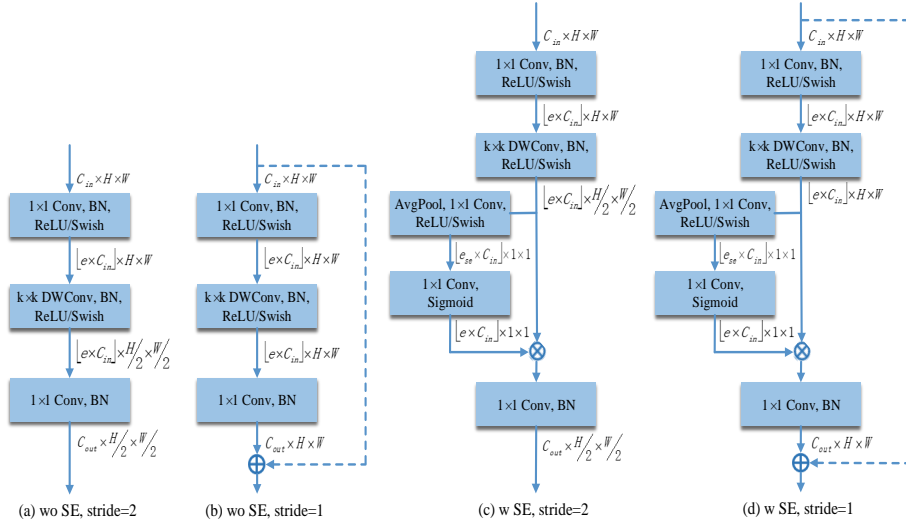 C_in×H×W
1×1 Conv, BN,
ReLU/Swish
⌊e×C_in⌋×H×W
k×k DWConv, BN,
ReLU/Swish
⌊e×C_in⌋×H/2×W/2
1×1 Conv, BN
C_out×H/2×W/2
(a) wo SE, stride=2
C_in×H×W
1×1 Conv, BN,
ReLU/Swish
⌊e×C_in⌋×H×W
k×k DWConv, BN,
ReLU/Swish
⌊e×C_in⌋×H×W
1×1 Conv, BN
C_out×H×W
(b) wo SE, stride=1
C_in×H×W
1×1 Conv, BN,
ReLU/Swish
⌊e×C_in⌋×H×W
k×k DWConv, BN,
ReLU/Swish
⌊e×C_in⌋×H/2×W/2
AvgPool, 1×1 Conv,
ReLU/Swish
⌊e_se×C_in⌋×1×1
1×1 Conv,
Sigmoid
⌊e×C_in⌋×1×1
1×1 Conv, BN
C_out×H/2×W/2
(c) w SE, stride=2
C_in×H×W
1×1 Conv, BN,
ReLU/Swish
⌊e×C_in⌋×H×W
k×k DWConv, BN,
ReLU/Swish
⌊e×C_in⌋×H×W
AvgPool, 1×1 Conv,
ReLU/Swish
⌊e_se×C_in⌋×1×1
1×1 Conv,
Sigmoid
⌊e×C_in⌋×1×1
1×1 Conv, BN
C_out×H×W
(d) w SE, stride=1